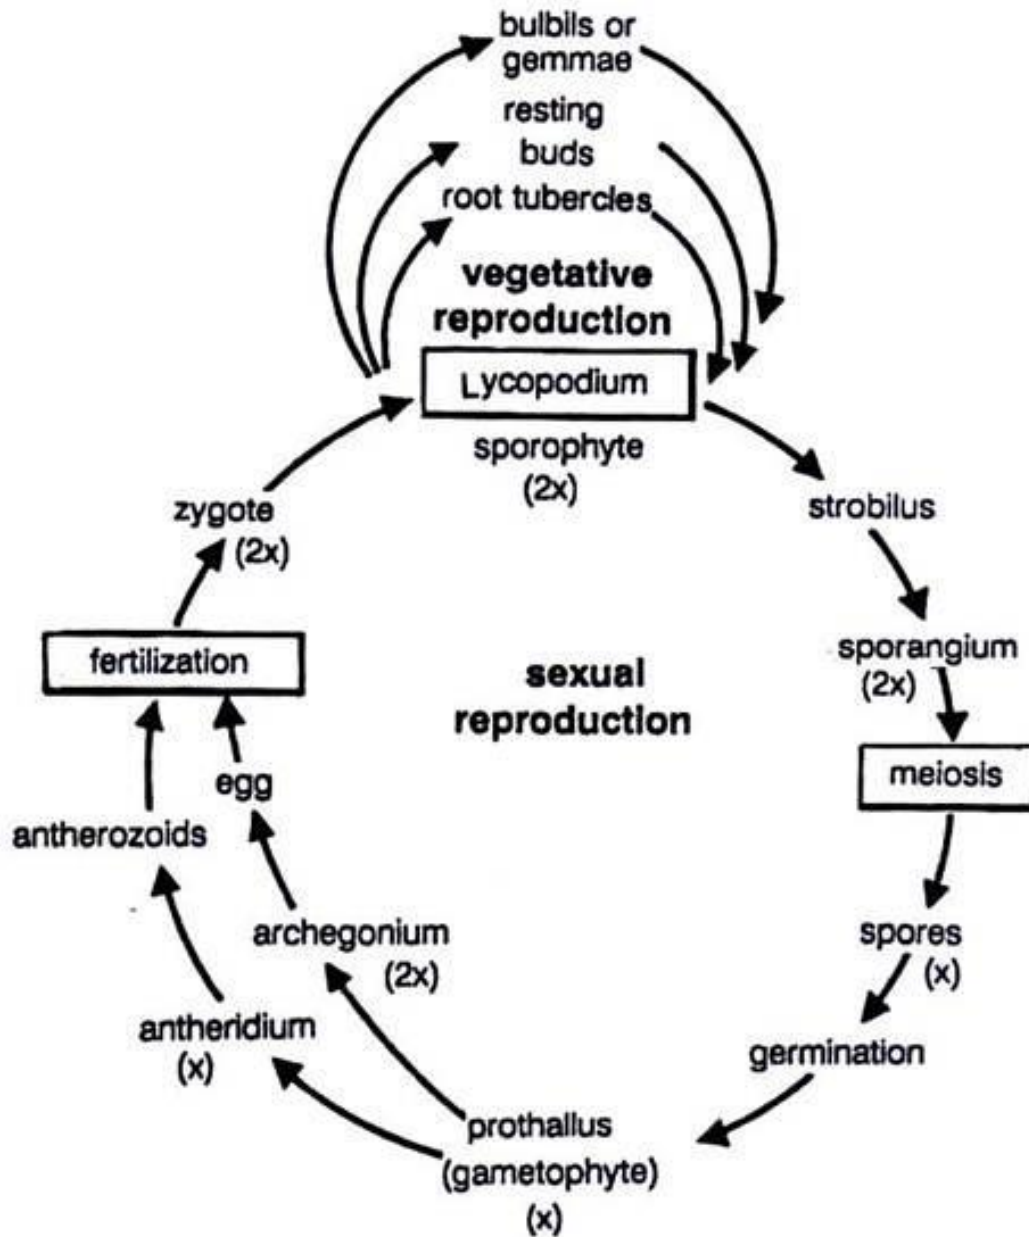 bulbils or
gemmae
resting
buds
root tubercles
vegetative
reproduction
Lycopodium
sporophyte
(2x)
zygote
(2x)
strobilus
fertilization
sporangium
(2x)
sexual
reproduction
meiosis
egg
antherozoids
archegonium
(2x)
spores
(x)
antheridium
(x)
germination
prothallus
(gametophyte)
(x)